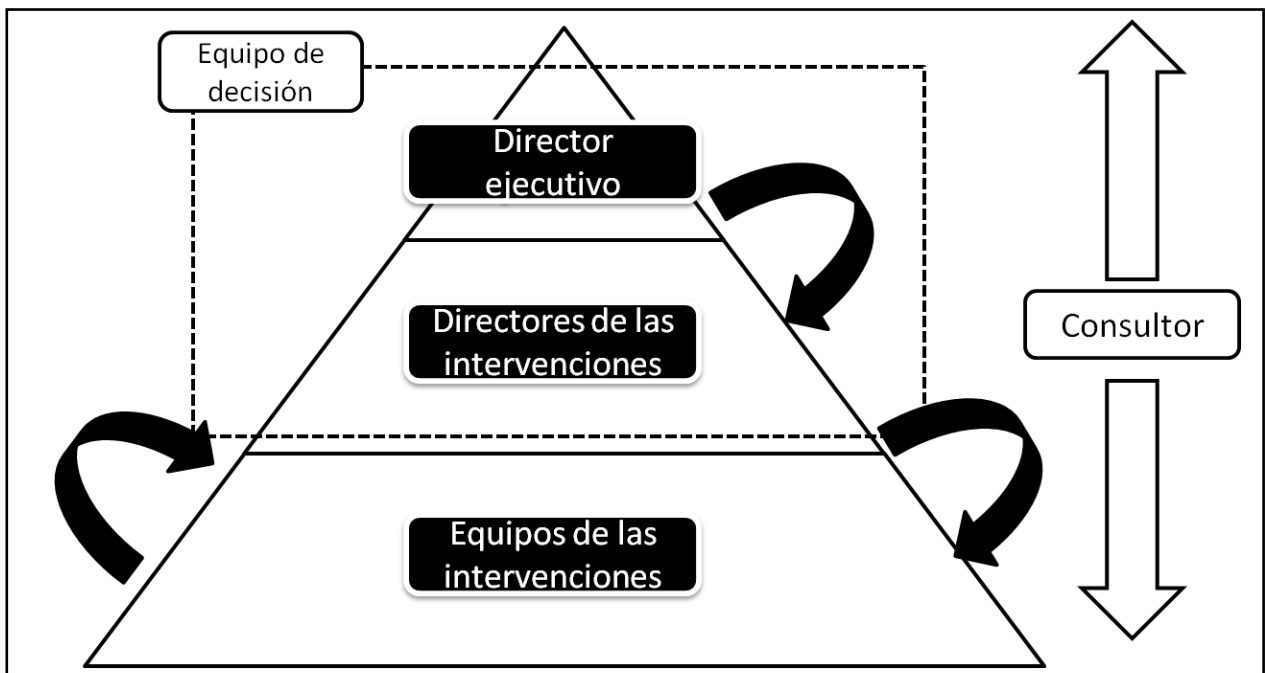 Equipo de
decisión
Director
ejecutivo
Directores de las
intervenciones
Consultor
Equipos de las
intervenciones